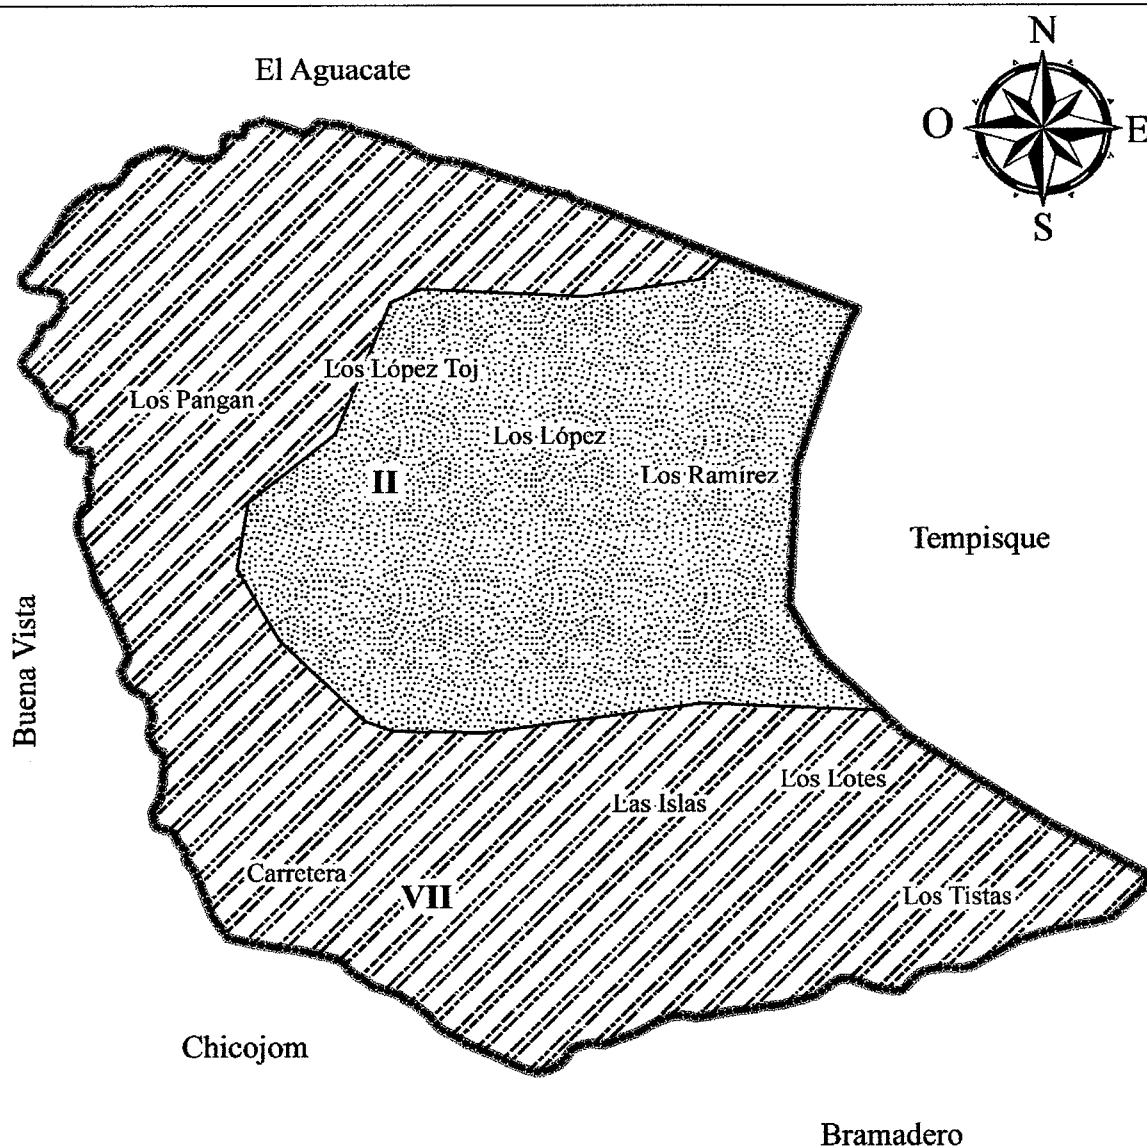 N
El Aguacate
O
E
S
Los López Toj
Los Pangan
Los López
Los Ramírez
II
Tempisque
Buena Vista
Los Lotes
Las Islas
Carretera
VII
Los Tistas
Chicojom
Bramadero